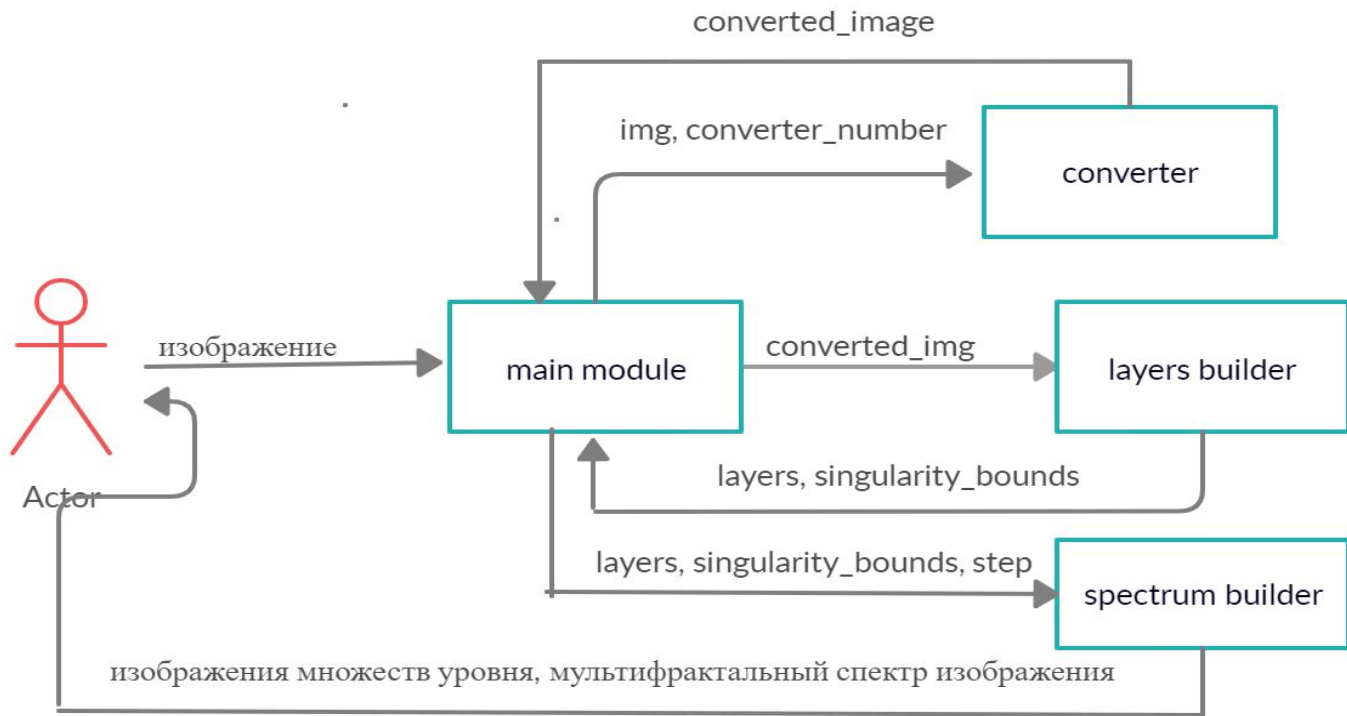 converted_image
img, converter_number
converter
изображение
main module
converted_img
layers builder
Actor
layers, singularity_bounds
layers, singularity_bounds, step
spectrum builder
изображения множеств уровня, мультифрактальный спектр изображения